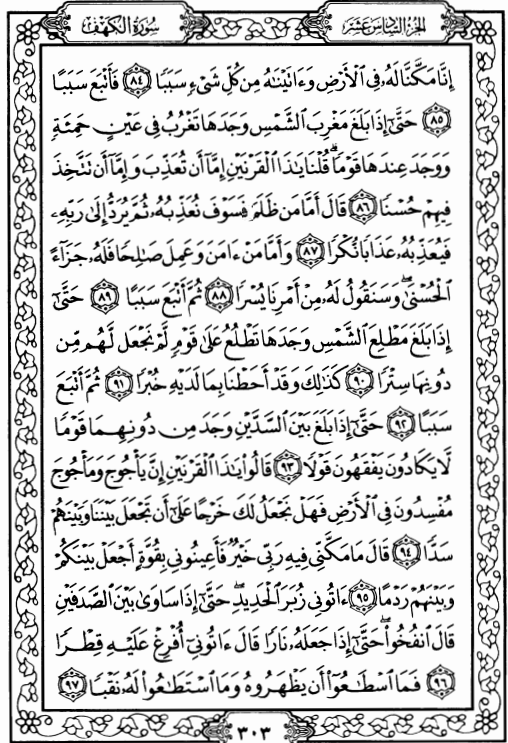 الجزء السادس عشر
سورة الكهف
إِنَّا مَكَّنَّا لَهُۥ فِي ٱلۡأَرۡضِ وَءَاتَيۡنَٰهُ مِن كُلِّ شَيۡءٖ سَبَبٗا ٨٤ فَأَتۡبَعَ سَبَبًا
٨٥ حَتَّىٰٓ إِذَا بَلَغَ مَغۡرِبَ ٱلشَّمۡسِ وَجَدَهَا تَغۡرُبُ فِي عَيۡنٍ حَمِئَةٖ
وَوَجَدَ عِندَهَا قَوۡمٗاۖ قُلۡنَا يَٰذَا ٱلۡقَرۡنَيۡنِ إِمَّآ أَن تُعَذِّبَ وَإِمَّآ أَن تَتَّخِذَ
فِيهِمۡ حُسۡنٗا ٨٦ قَالَ أَمَّا مَن ظَلَمَ فَسَوۡفَ نُعَذِّبُهُۥ ثُمَّ يُرَدُّ إِلَىٰ رَبِّهِۦ
فَيُعَذِّبُهُۥ عَذَابٗا نُّكۡرٗا ٨٧ وَأَمَّا مَنۡ ءَامَنَ وَعَمِلَ صَٰلِحٗا فَلَهُۥ جَزَآءً
ٱلۡحُسۡنَىٰۖ وَسَنَقُولُ لَهُۥ مِنۡ أَمۡرِنَا يُسۡرٗا ٨٨ ثُمَّ أَتۡبَعَ سَبَبًا ٨٩ حَتَّىٰٓ
إِذَا بَلَغَ مَطۡلِعَ ٱلشَّمۡسِ وَجَدَهَا تَطۡلُعُ عَلَىٰ قَوۡمٖ لَّمۡ نَجۡعَل لَّهُم مِّن
دُونِهَا سِتۡرٗا ٩٠ كَذَٰلِكَ وَقَدۡ أَحَطۡنَا بِمَا لَدَيۡهِ خُبۡرٗا ٩١ ثُمَّ أَتۡبَعَ
سَبَبًا ٩٢ حَتَّىٰٓ إِذَا بَلَغَ بَيۡنَ ٱلسَّدَّيۡنِ وَجَدَ مِن دُونِهِمَا قَوۡمٗا
لَّا يَكَادُونَ يَفۡقَهُونَ قَوۡلٗا ٩٣ قَالُواْ يَٰذَا ٱلۡقَرۡنَيۡنِ إِنَّ يَأۡجُوجَ وَمَأۡجُوجَ
مُفۡسِدُونَ فِي ٱلۡأَرۡضِ فَهَلۡ نَجۡعَلُ لَكَ خَرۡجًا عَلَىٰٓ أَن تَجۡعَلَ بَيۡنَنَا وَبَيۡنَهُمۡ
سَدّٗا ٩٤ قَالَ مَا مَكَّنِّي فِيهِ رَبِّي خَيۡرٞ فَأَعِينُونِي بِقُوَّةٍ أَجۡعَلۡ بَيۡنَكُمۡ
وَبَيۡنَهُمۡ رَدۡمًا ٩٥ ءَاتُونِي زُبَرَ ٱلۡحَدِيدِۖ حَتَّىٰٓ إِذَا سَاوَىٰ بَيۡنَ ٱلصَّدَفَيۡنِ
قَالَ ٱنفُخُواْۖ حَتَّىٰٓ إِذَا جَعَلَهُۥ نَارٗا قَالَ ءَاتُونِيٓ أُفۡرِغۡ عَلَيۡهِ قِطۡرٗا
٩٦ فَمَا ٱسۡطَٰعُوٓاْ أَن يَظۡهَرُوهُ وَمَا ٱسۡتَطَٰعُواْ لَهُۥ نَقۡبٗا ٩٧
٣٠٣